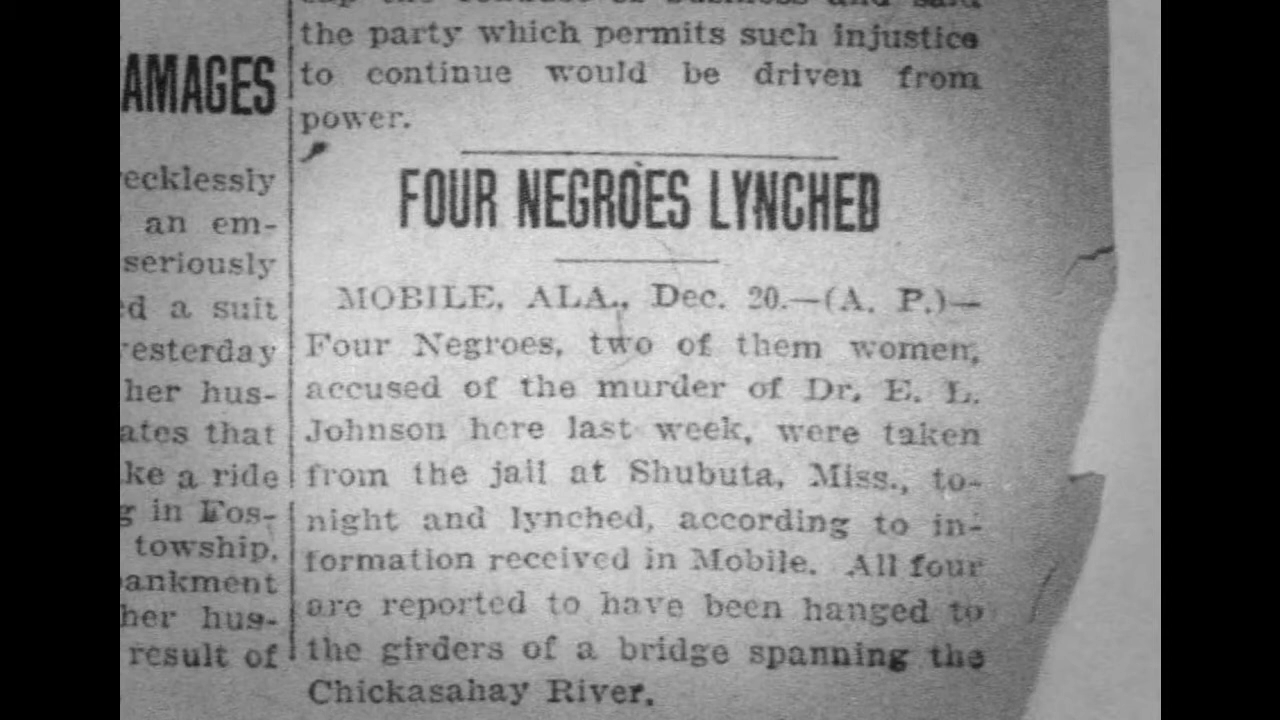 AMAGES
ecklessly
an em-
seriously
ed a suit
yesterday
her hus-
ates that
ke a ride
g in Fos-
towship,
bankment
her hus-
result of
the party which permits such injustice
to continue would be driven from
power.
FOUR NEGROES LYNCHED
MOBILE, ALA., Dec. 20.—(A. P.)—
Four Negroes, two of them women,
accused of the murder of Dr. E. L.
Johnson here last week, were taken
from the jail at Shubuta, Miss., to-
night and lynched, according to in-
formation received in Mobile. All four
are reported to have been hanged to
the girders of a bridge spanning the
Chickasahay River.